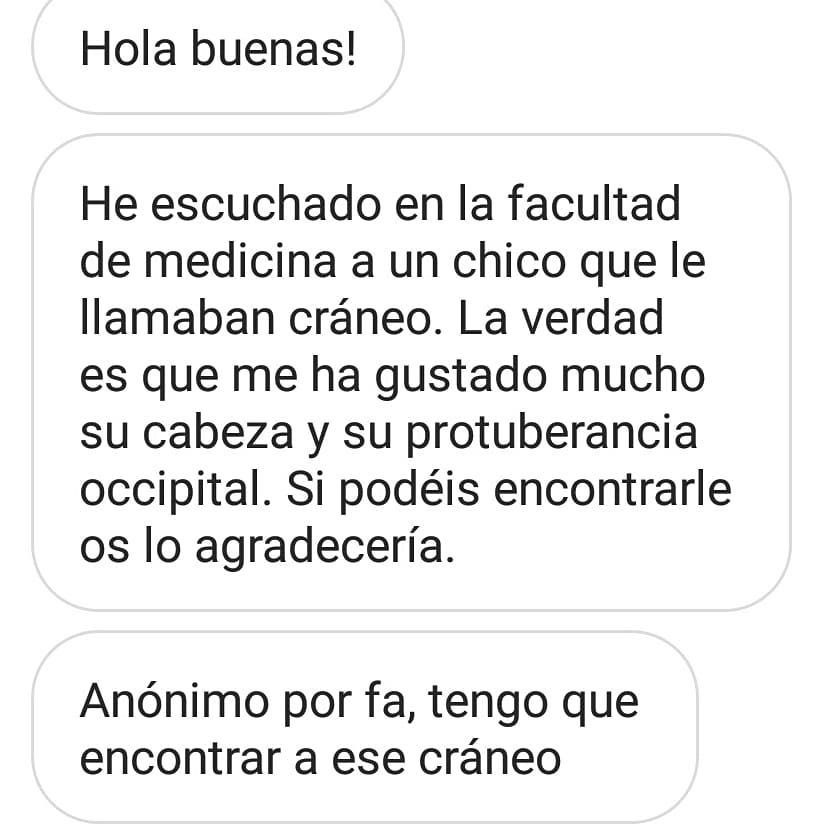 Hola buenas!
He escuchado en la facultad
de medicina a un chico que le
llamaban cráneo. La verdad
es que me ha gustado mucho
su cabeza y su protuberancia
occipital. Si podéis encontrarle
os lo agradecería.
Anónimo por fa, tengo que
encontrar a ese cráneo